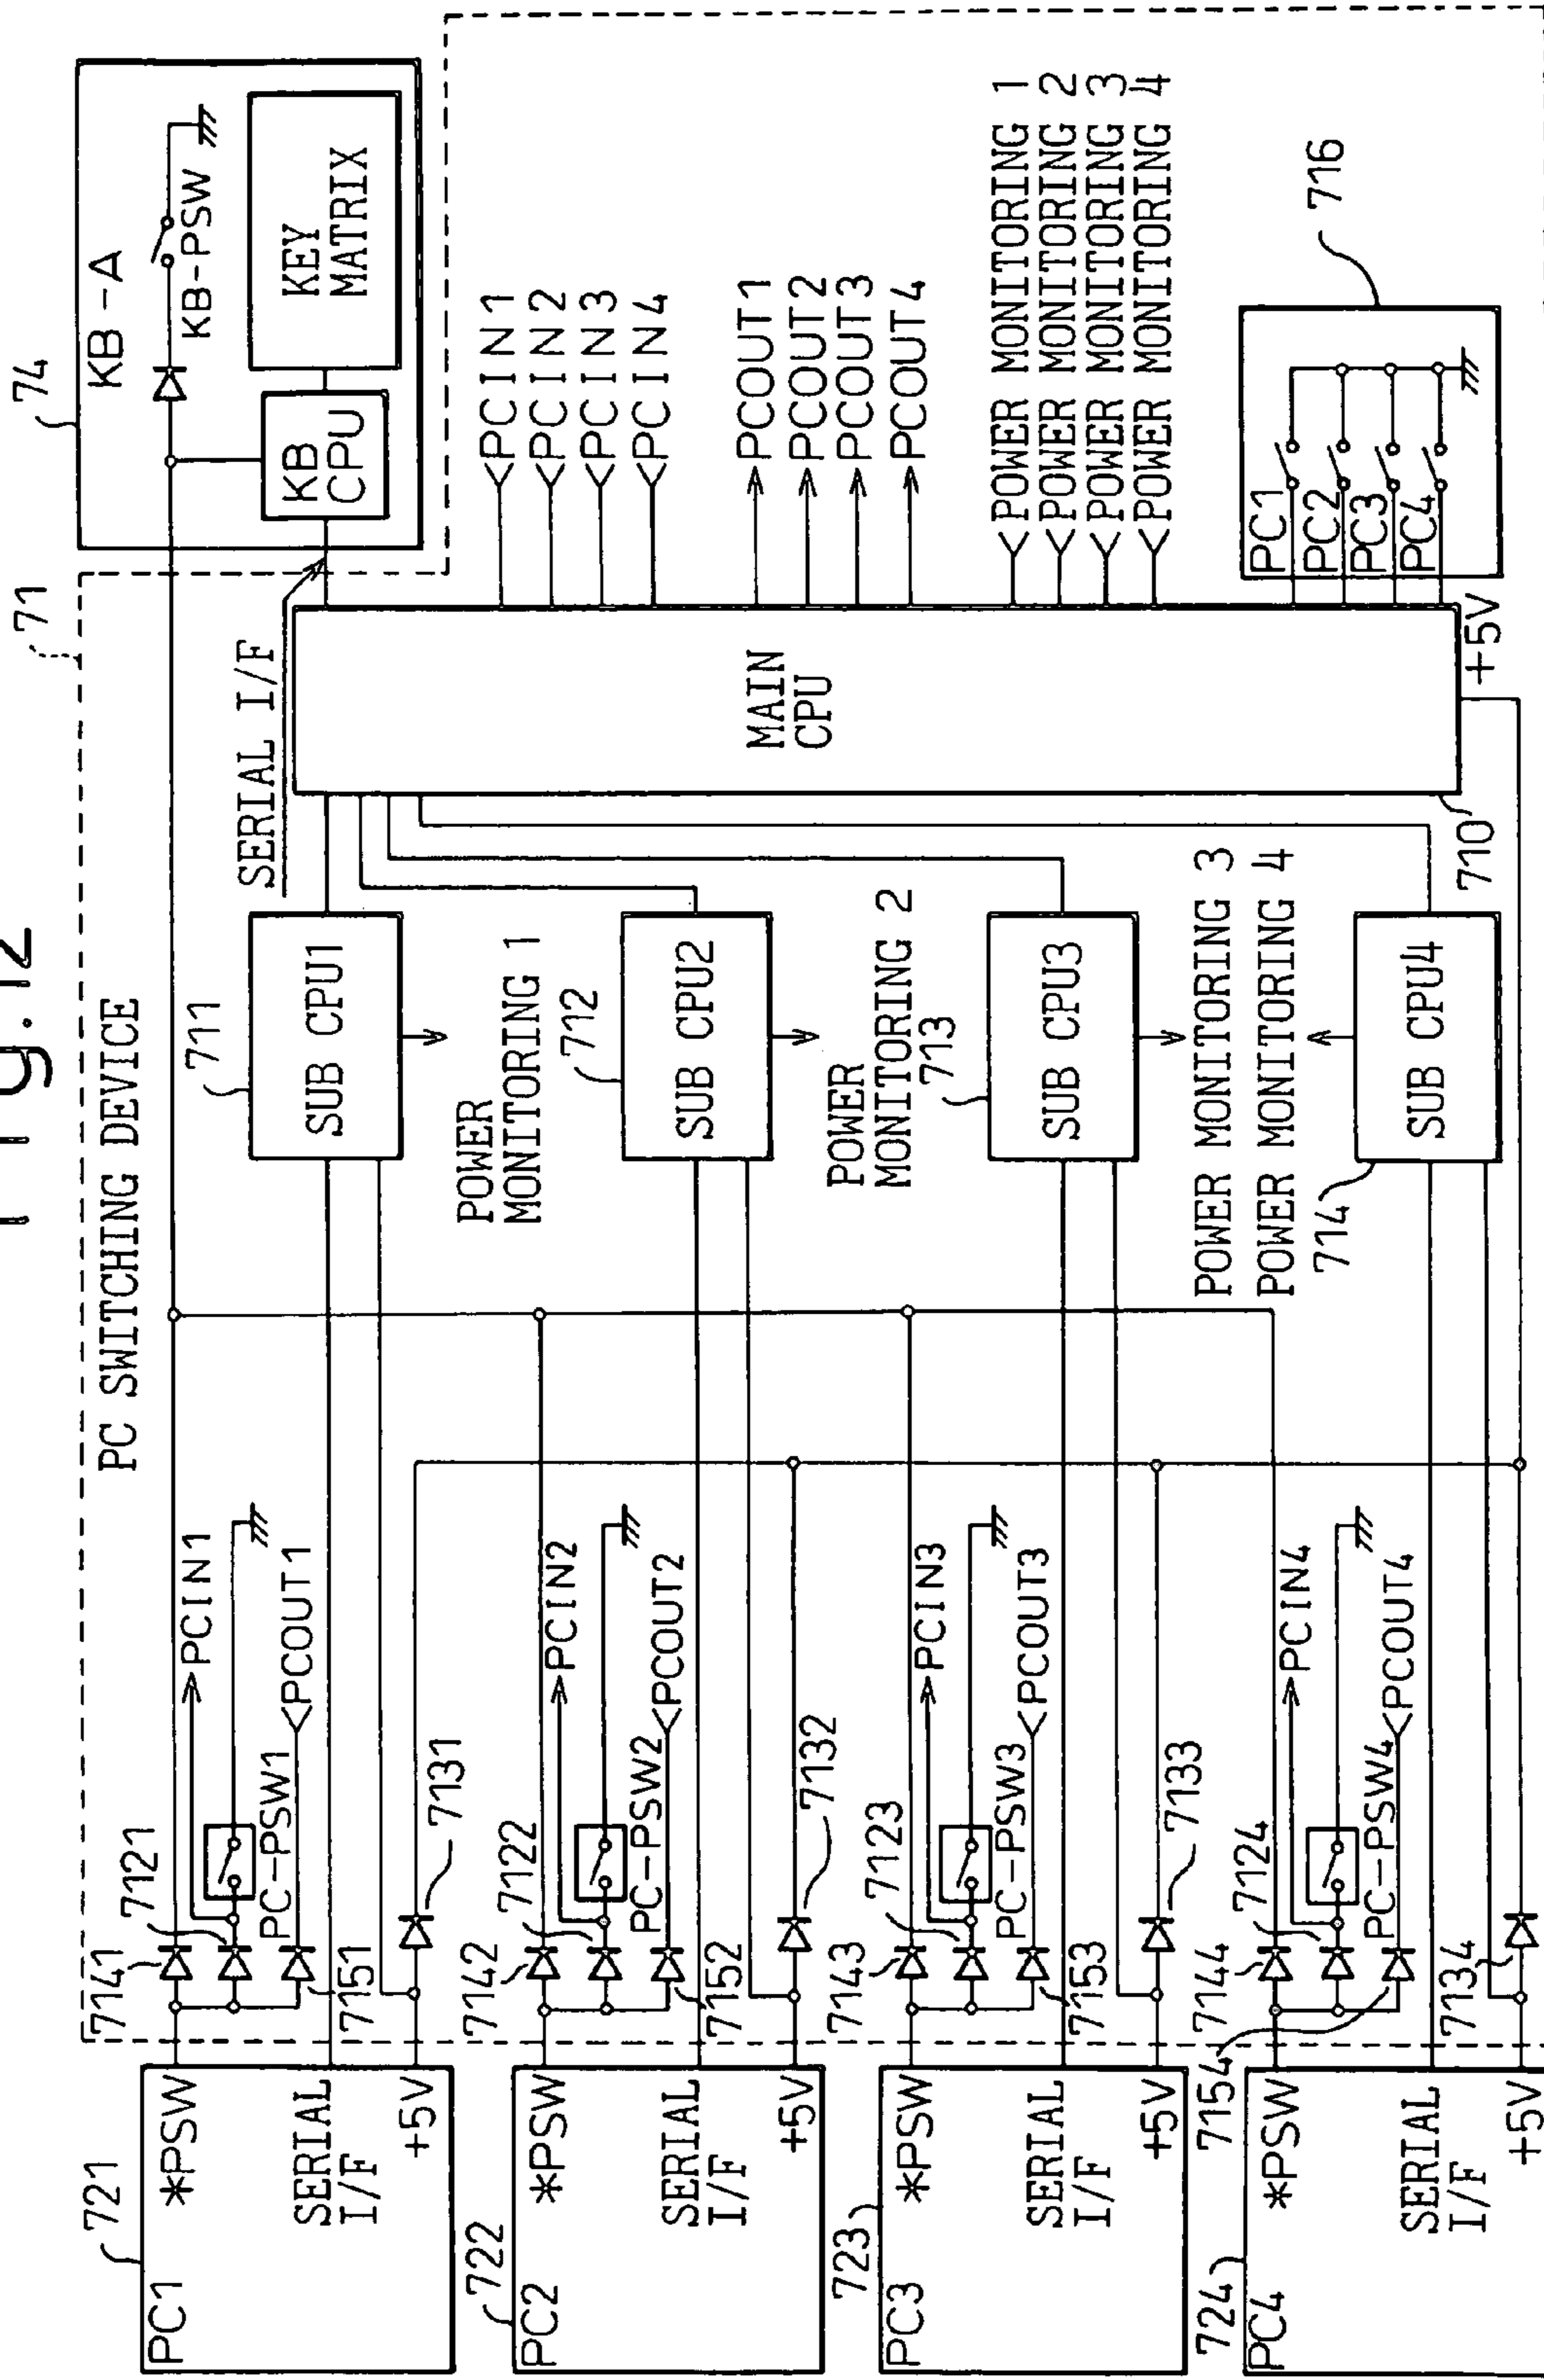 Fig.12
71
74
PC SWITCHING DEVICE
721
PC1
*PSW
SERIAL
I/F
+5V
7141
7121
PCIN1
PC-PSW1
PCOUT1
7151
7131
711
SUB CPU1
POWER
MONITORING 1
SERIAL I/F
KB-A
KB-PSW
KB
CPU
KEY
MATRIX
722
PC2
*PSW
SERIAL
I/F
+5V
7142
7122
PCIN2
PC-PSW2
PCOUT2
7152
7132
712
SUB CPU2
POWER
MONITORING 2
MAIN
CPU
PCIN1
PCIN2
PCIN3
PCIN4
PCOUT1
PCOUT2
PCOUT3
PCOUT4
723
PC3
*PSW
SERIAL
I/F
+5V
7143
7123
PCIN3
PC-PSW3
PCOUT3
7153
7133
713
SUB CPU3
POWER MONITORING 3
POWER MONITORING 1
POWER MONITORING 2
POWER MONITORING 3
POWER MONITORING 4
724
PC4
*PSW
SERIAL
I/F
+5V
7154
7144
7124
PCIN4
PC-PSW4
PCOUT4
7134
POWER MONITORING 4
714
SUB CPU4
710
+5V
PC1
PC2
PC3
PC4
716